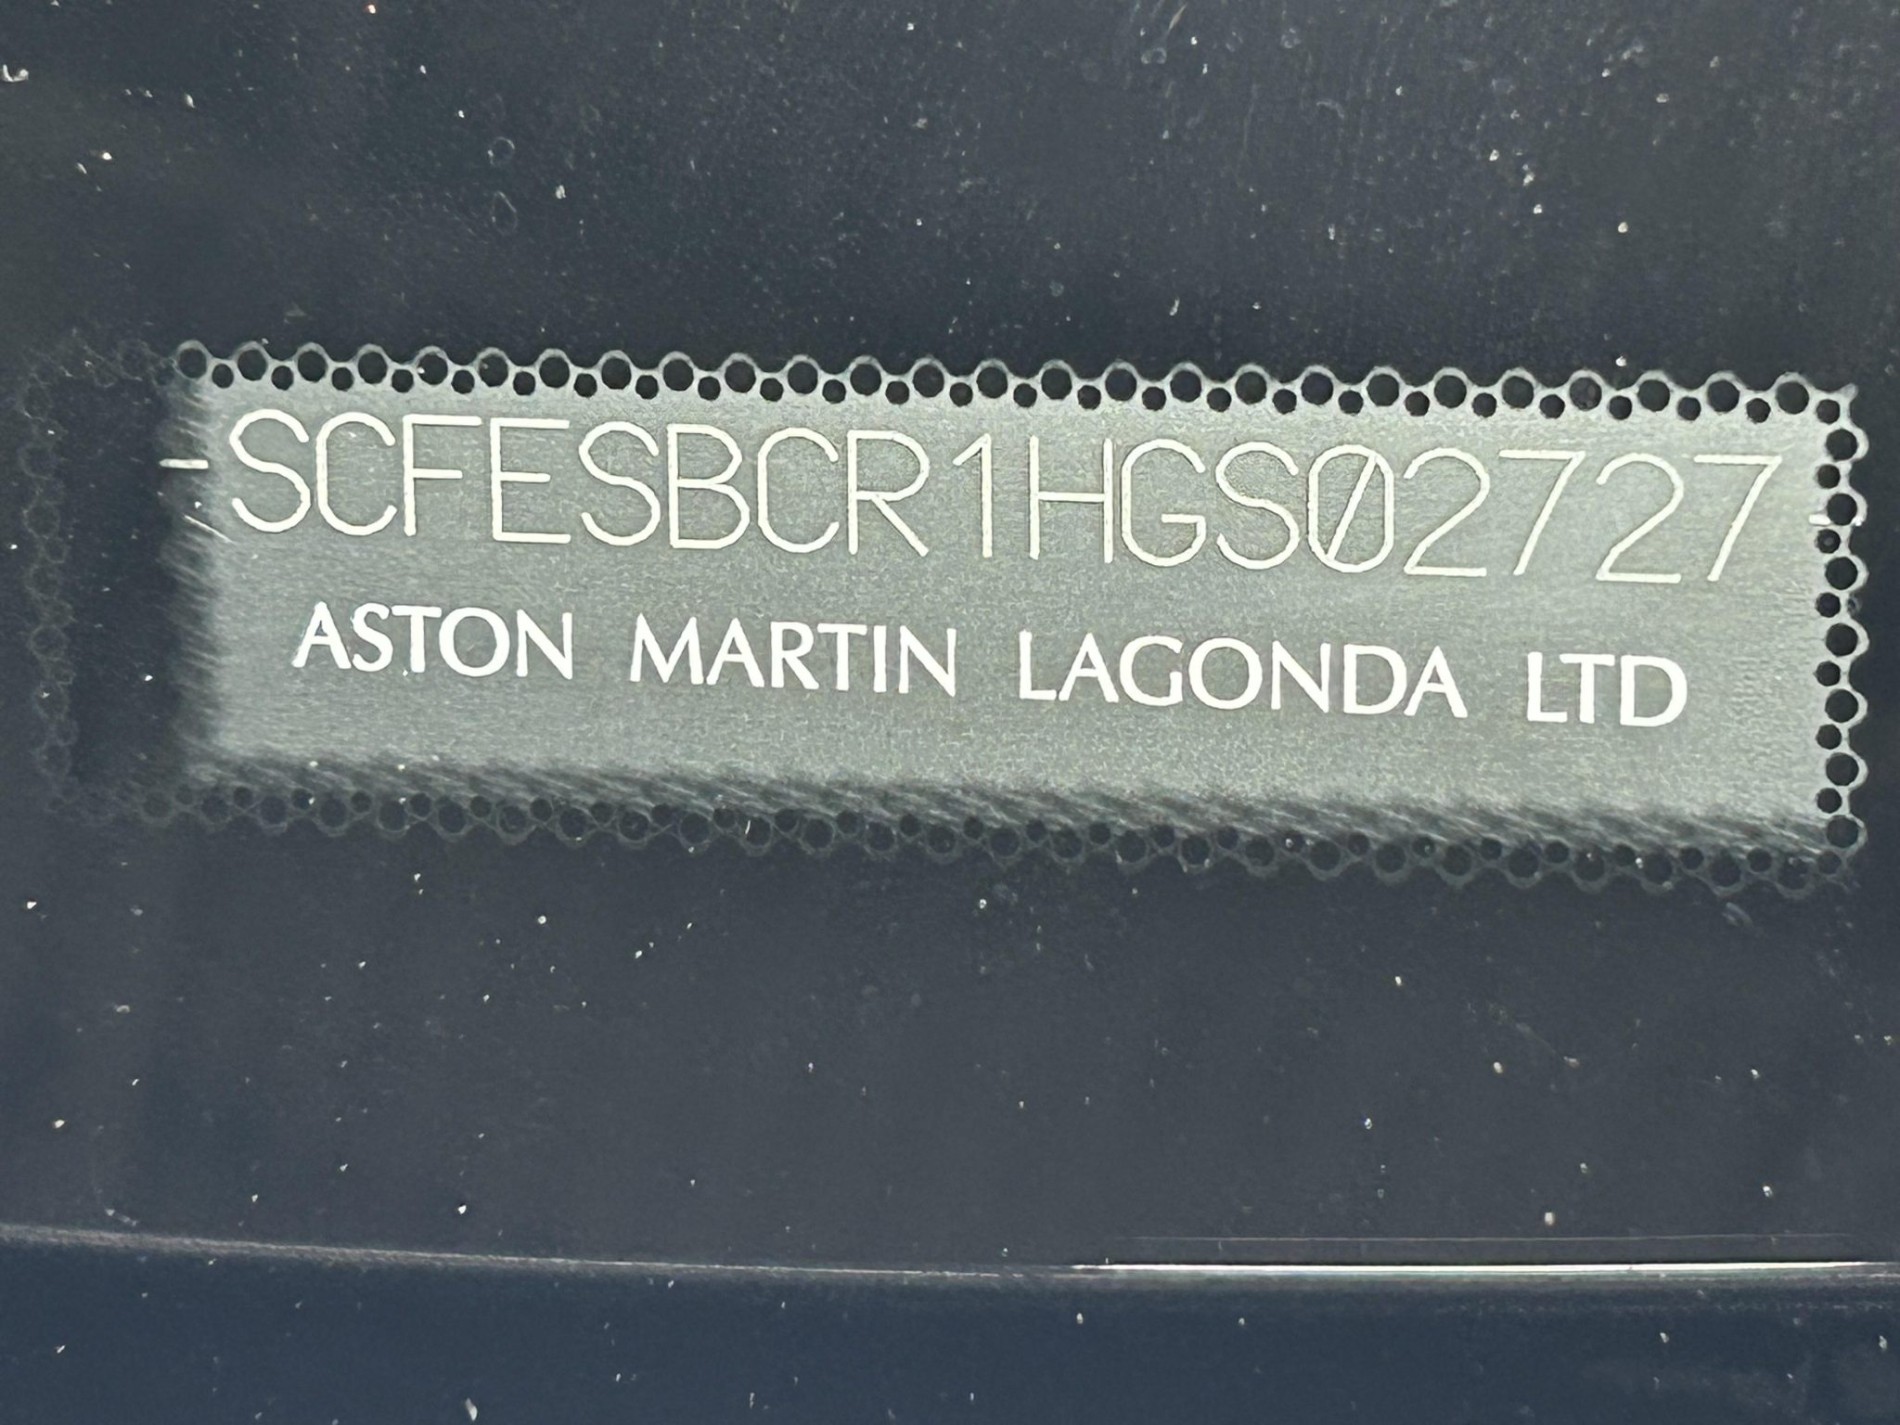 -SCFESBCR1HGS02727-
ASTON MARTIN LAGONDA LTD